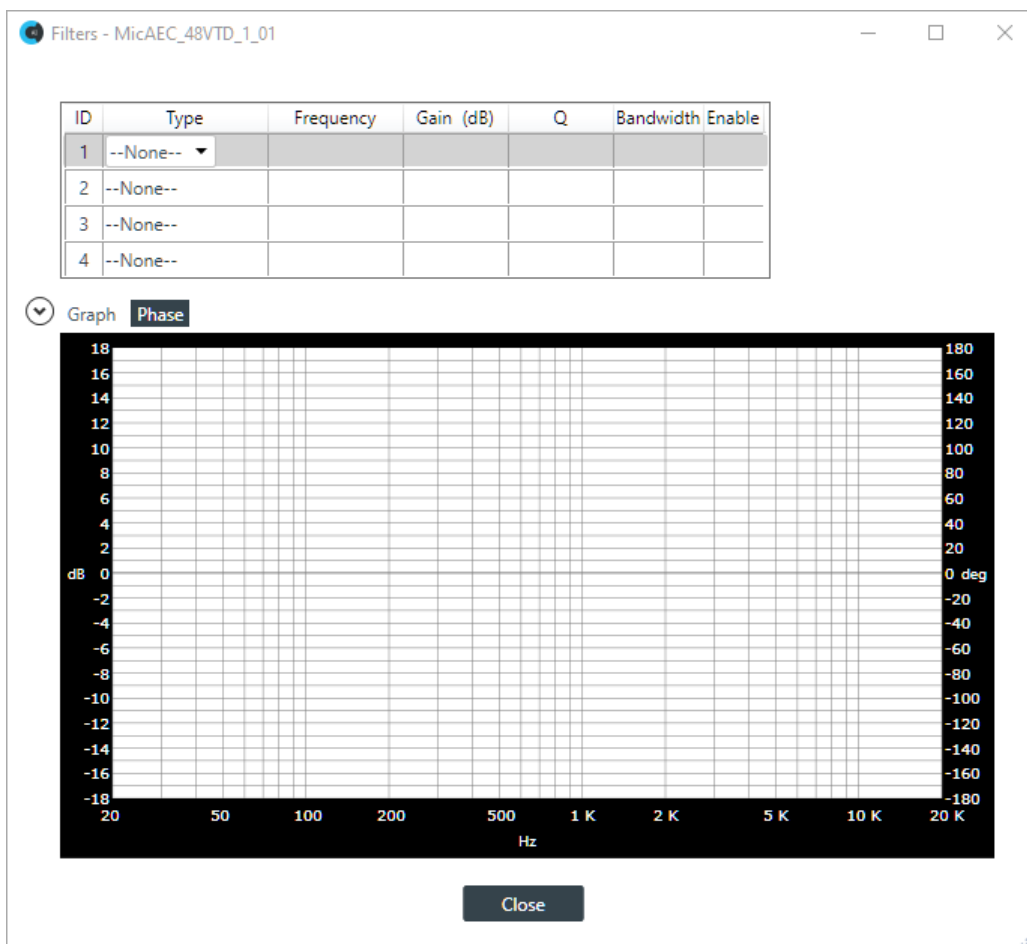 Filters - MicAEC_48VTD_1_01
ID Type Frequency Gain (dB) Q Bandwidth Enable
1 --None--
2 --None--
3 --None--
4 --None--
Graph Phase
18 180
16 160
14 140
12 120
10 100
8 80
6 60
4 40
2 20
dB 0 0 deg
-2 -20
-4 -40
-6 -60
-8 -80
-10 -100
-12 -120
-14 -140
-16 -160
-18 -180
20 50 100 200 500 1 K 2 K 5 K 10 K 20 K
Hz
Close